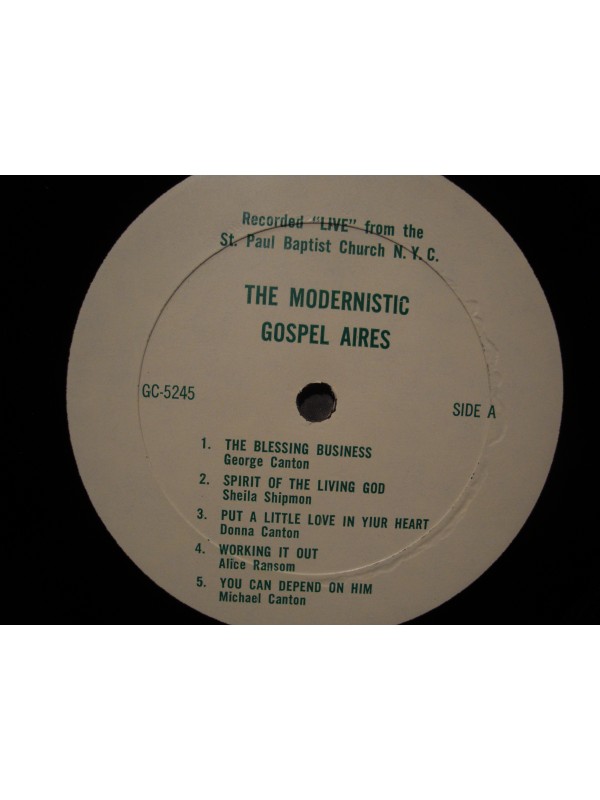 Recorded "LIVE" from the
St. Paul Baptist Church N.Y.C.
THE MODERNISTIC
GOSPEL AIRES
GC-5245
SIDE A
1. THE BLESSING BUSINESS
George Canton
2. SPIRIT OF THE LIVING GOD
Sheila Shipmon
3. PUT A LITTLE LOVE IN YIUR HEART
Donna Canton
4. WORKING IT OUT
Alice Ransom
5. YOU CAN DEPEND ON HIM
Michael Canton